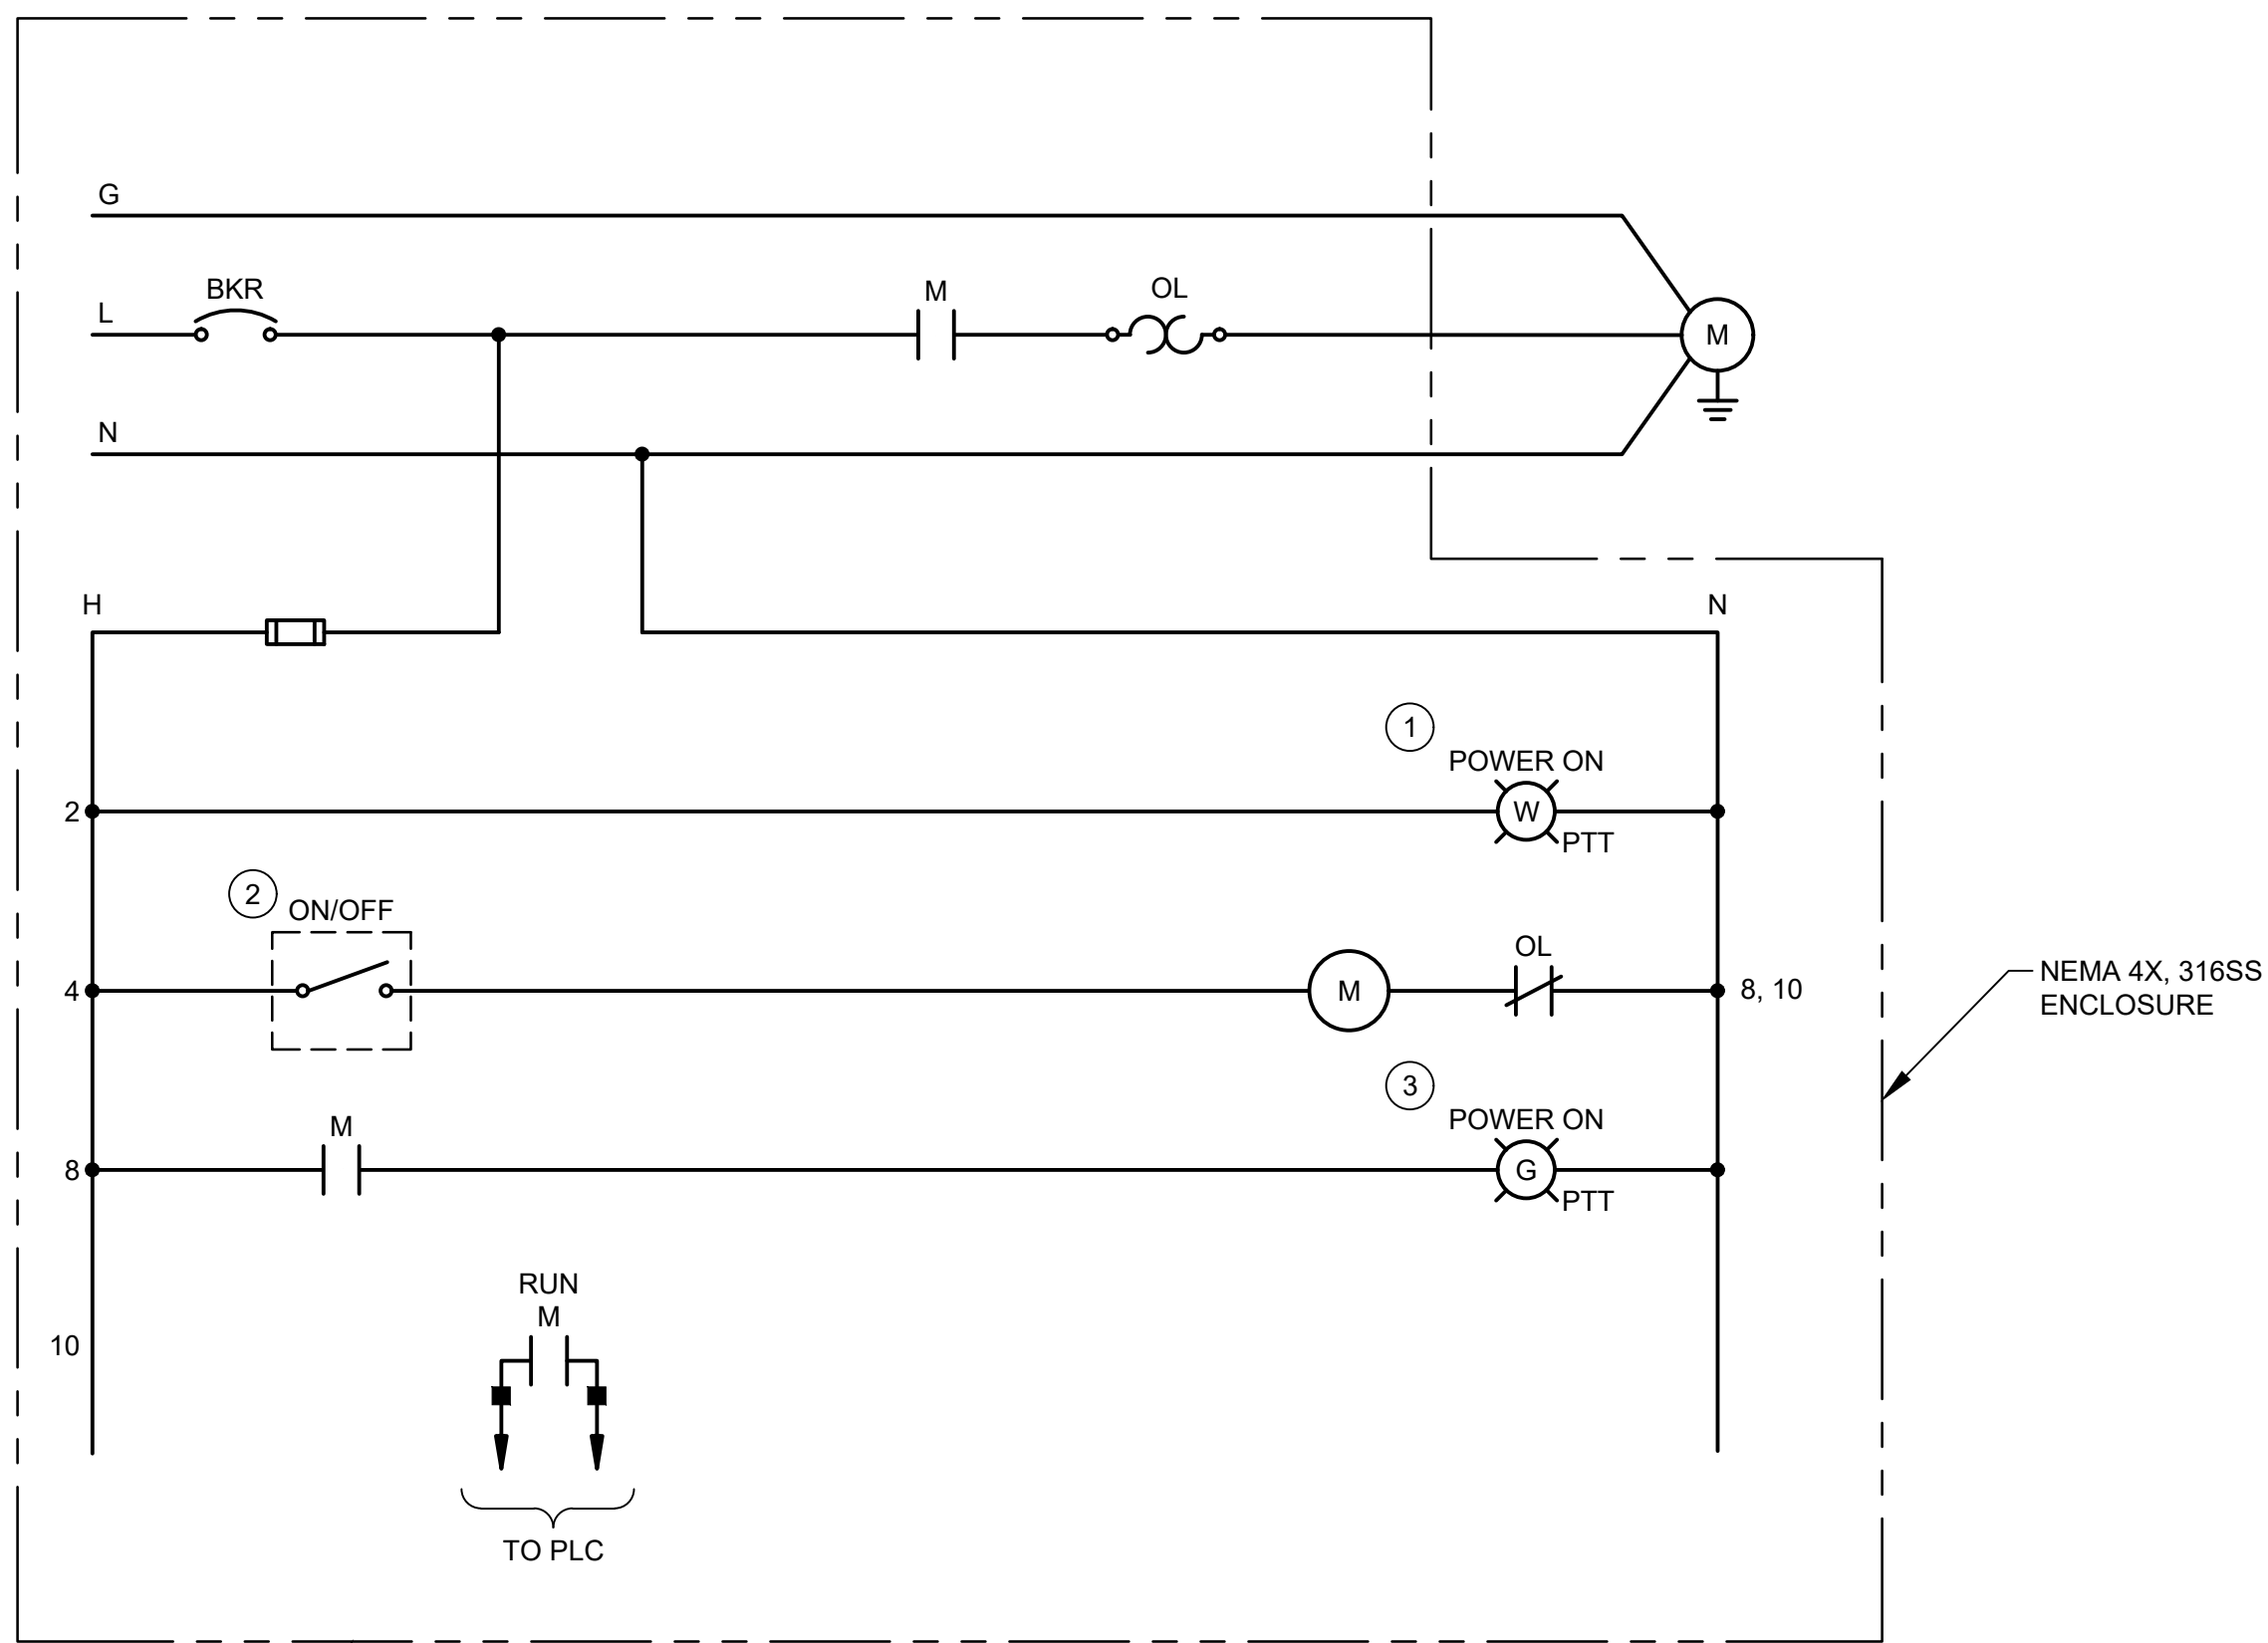 G
L
BKR
M
OL
M
N
H
N
1
POWER ON
2
W
PTT
2
ON/OFF
4
M
OL
8, 10
NEMA 4X, 316SS
ENCLOSURE
3
POWER ON
M
8
G
PTT
RUN
M
10
TO PLC